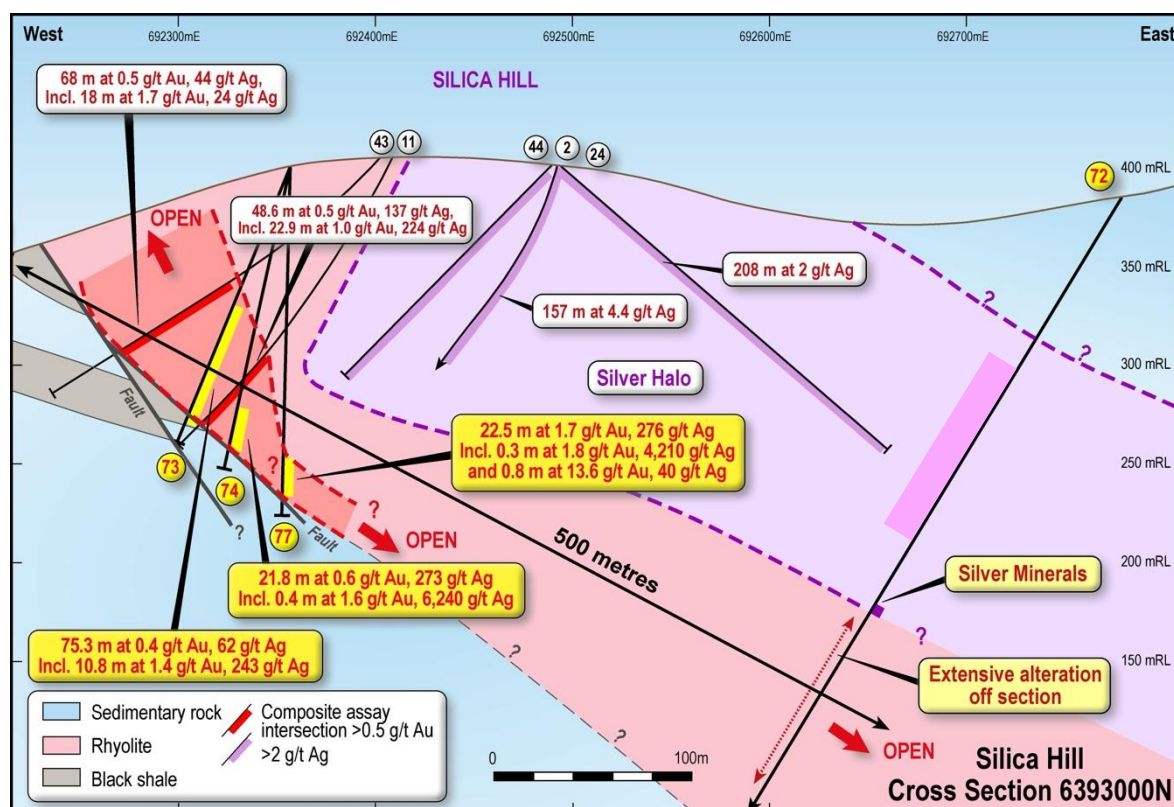 West
692300mE
692400mE
692500mE
692600mE
692700mE
East
68 m at 0.5 g/t Au, 44 g/t Ag,
Incl. 18 m at 1.7 g/t Au, 24 g/t Ag
SILICA HILL
43
11
44
2
24
72
400 mRL
OPEN
48.6 m at 0.5 g/t Au, 137 g/t Ag,
Incl. 22.9 m at 1.0 g/t Au, 224 g/t Ag
208 m at 2 g/t Ag
350 mRL
157 m at 4.4 g/t Ag
?
?
300 mRL
Silver Halo
Fault
22.5 m at 1.7 g/t Au, 276 g/t Ag
Incl. 0.3 m at 1.8 g/t Au, 4,210 g/t Ag
and 0.8 m at 13.6 g/t Au, 40 g/t Ag
250 mRL
73
74
?
?
?
77
Fault
OPEN
500 metres
200 mRL
Silver Minerals
21.8 m at 0.6 g/t Au, 273 g/t Ag
Incl. 0.4 m at 1.6 g/t Au, 6,240 g/t Ag
?
?
75.3 m at 0.4 g/t Au, 62 g/t Ag
Incl. 10.8 m at 1.4 g/t Au, 243 g/t Ag
150 mRL
Extensive alteration
off section
?
Sedimentary rock
Rhyolite
Black shale
Composite assay
intersection >0.5 g/t Au
>2 g/t Ag
0
100m
OPEN
Silica Hill
Cross Section 6393000N